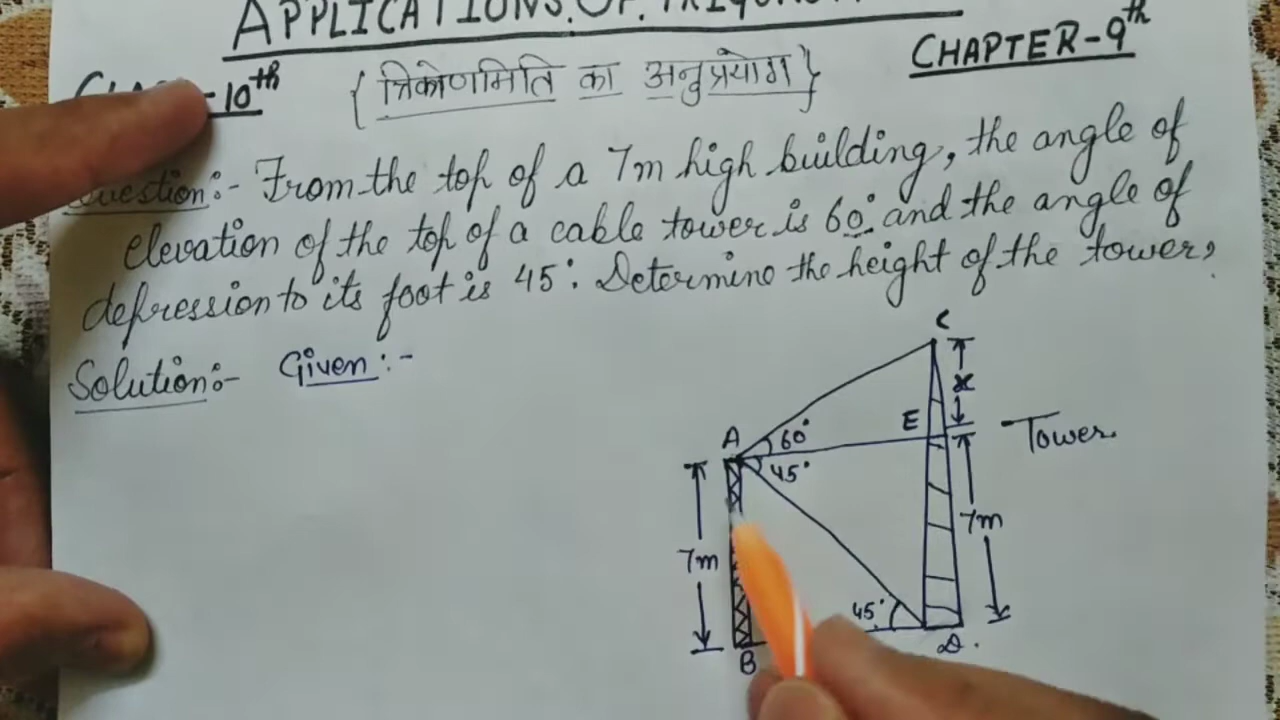 APPLICATIONS OF
CHAPTER-9th
-10th
{त्रिकोणमिति का अनुप्रयोग}
Question:- From the top of a 7m high building, the angle of
elevation of the top of a cable tower is 60° and the angle of
depression to its foot is 45°. Determine the height of the tower,
Solution:- Given:-
C
x
E
Tower.
A
60°
45°
7m
7m
45°
B
D.